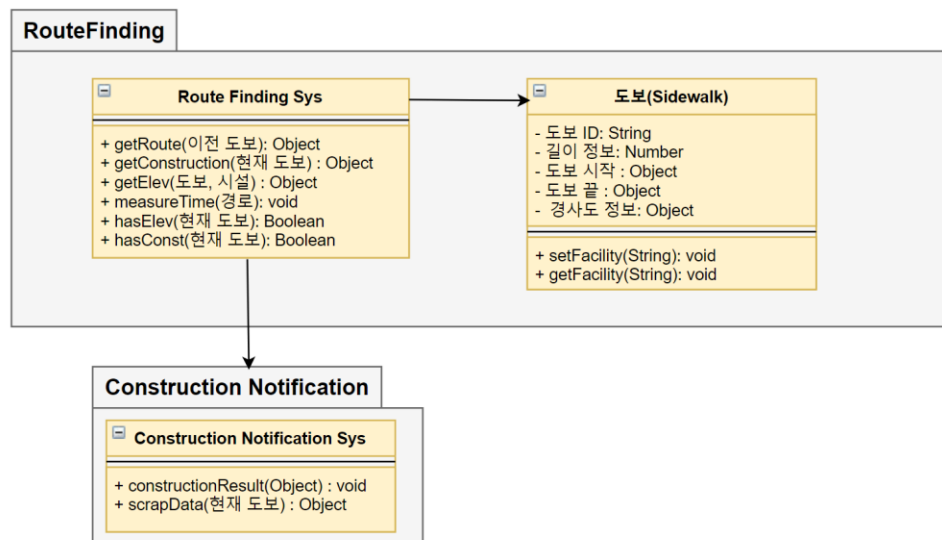 RouteFinding
Route Finding Sys
+ getRoute(이전 도보): Object
+ getConstruction(현재 도보) : Object
+ getElev(도보, 시설) : Object
+ measureTime(경로): void
+ hasElev(현재 도보): Boolean
+ hasConst(현재 도보): Boolean
도보(Sidewalk)
- 도보 ID: String
- 길이 정보: Number
- 도보 시작 : Object
- 도보 끝 : Object
- 경사도 정보: Object
+ setFacility(String): void
+ getFacility(String): void
Construction Notification
Construction Notification Sys
+ constructionResult(Object) : void
+ scrapData(현재 도보) : Object